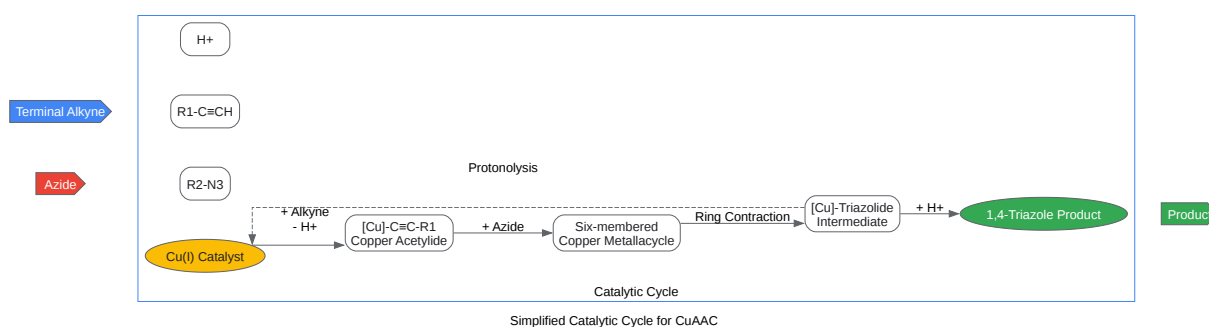 H+
Terminal Alkyne
R1-C≡CH
Azide
R2-N3
Protonolysis
+ Alkyne
- H+
[Cu]-C≡C-R1
Copper Acetylide
+ Azide
Six-membered
Copper Metallacycle
Ring Contraction
[Cu]-Triazolide
Intermediate
+ H+
1,4-Triazole Product
Product
Cu(I) Catalyst
Catalytic Cycle
Simplified Catalytic Cycle for CuAAC